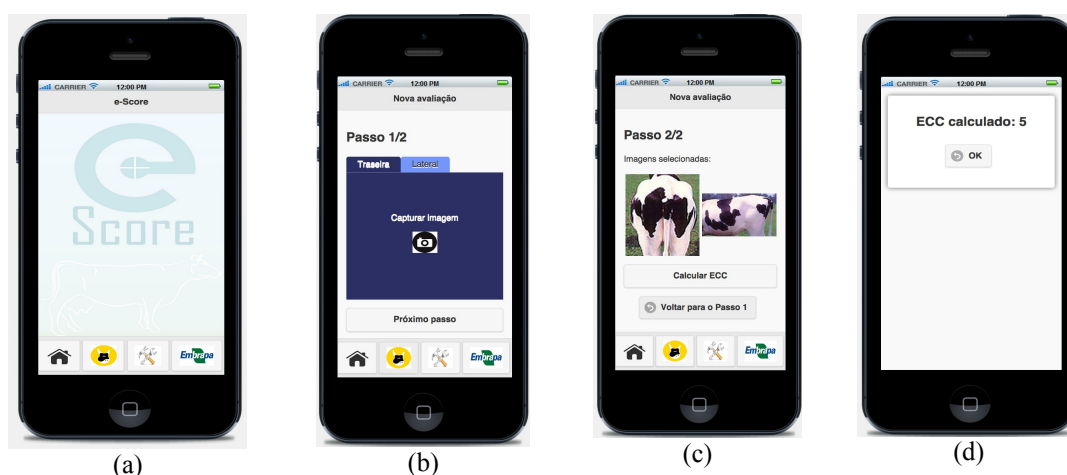 CARRIER 12:00 PM
e-Score
e
Score
Embrapa
(a)
CARRIER 12:00 PM
Nova avaliação
Passo 1/2
Traseira Lateral
Capturar Imagem
Próximo passo
Embrapa
(b)
CARRIER 12:00 PM
Nova avaliação
Passo 2/2
Imagens selecionadas:
Calcular ECC
Voltar para o Passo 1
Embrapa
(c)
CARRIER 12:00 PM
ECC calculado: 5
OK
(d)